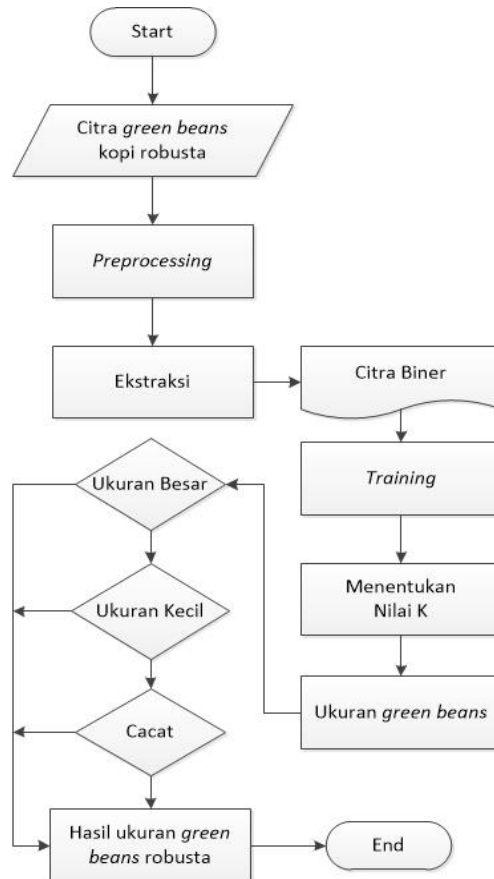 Start
Citra green beans
kopi robusta
Preprocessing
Ekstraksi
Citra Biner
Training
Menentukan
Nilai K
Ukuran green beans
Ukuran Besar
Ukuran Kecil
Cacat
Hasil ukuran green
beans robusta
End